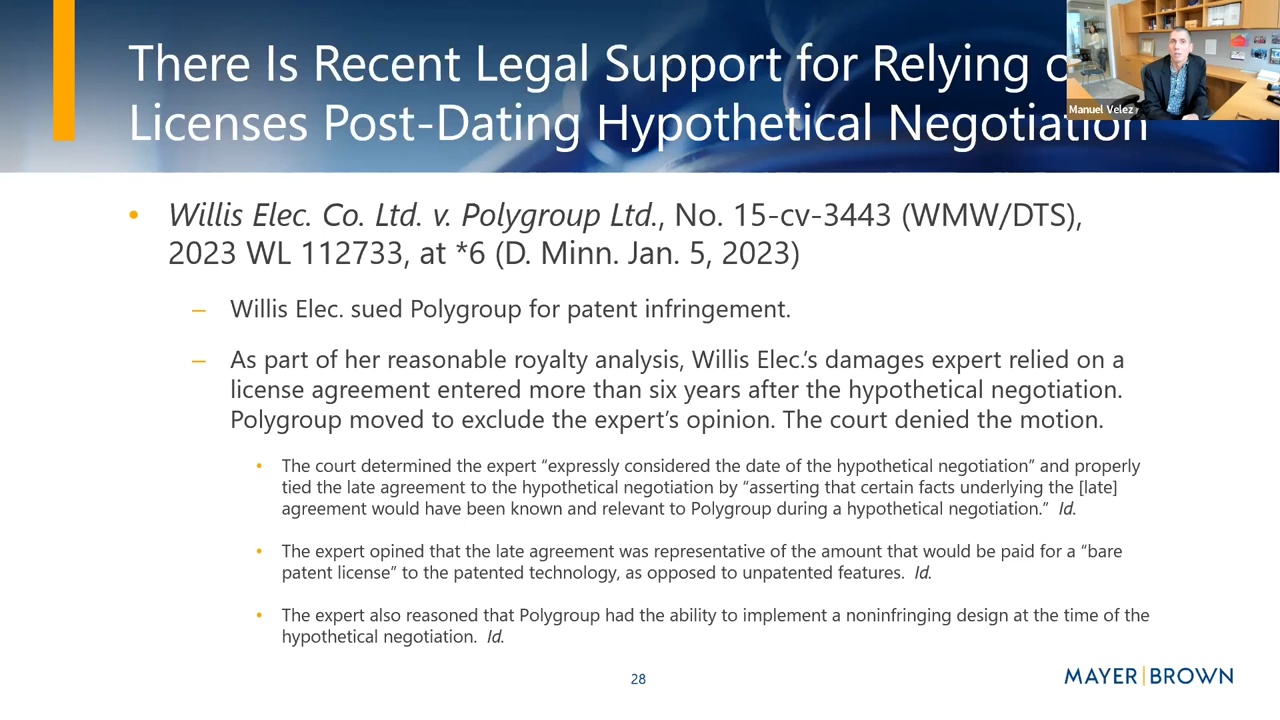 There Is Recent Legal Support for Relying
Licenses Post-Dating Hypothetical Negotiation
Manuel Velez
• Willis Elec. Co. Ltd. v. Polygroup Ltd., No. 15-cv-3443 (WMW/DTS),
2023 WL 112733, at *6 (D. Minn. Jan. 5, 2023)
– Willis Elec. sued Polygroup for patent infringement.
– As part of her reasonable royalty analysis, Willis Elec.’s damages expert relied on a
license agreement entered more than six years after the hypothetical negotiation.
Polygroup moved to exclude the expert’s opinion. The court denied the motion.
• The court determined the expert “expressly considered the date of the hypothetical negotiation” and properly
tied the late agreement to the hypothetical negotiation by “asserting that certain facts underlying the [late]
agreement would have been known and relevant to Polygroup during a hypothetical negotiation.” Id.
• The expert opined that the late agreement was representative of the amount that would be paid for a “bare
patent license” to the patented technology, as opposed to unpatented features. Id.
• The expert also reasoned that Polygroup had the ability to implement a noninfringing design at the time of the
hypothetical negotiation. Id.
28
MAYER | BROWN